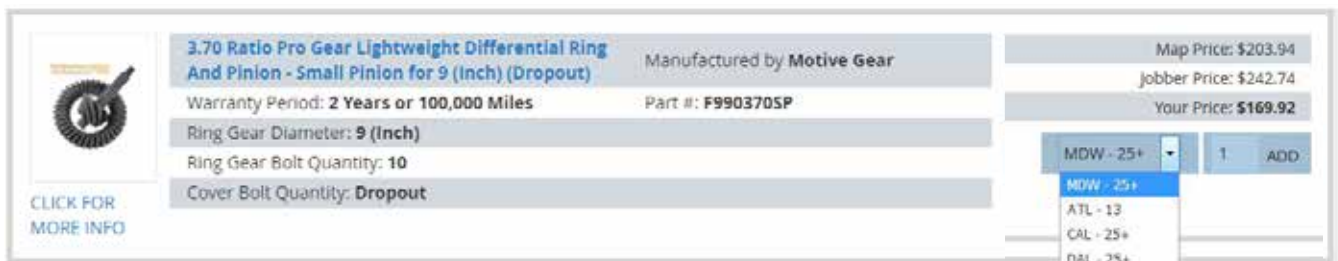 3.70 Ratio Pro Gear Lightweight Differential Ring
And Pinion - Small Pinion for 9 (Inch) (Dropout)
Manufactured by Motive Gear
Map Price: $203.94
Jobber Price: $242.74
Warranty Period: 2 Years or 100,000 Miles
Part #: F990370SP
Your Price: $169.92
Ring Gear Diameter: 9 (Inch)
Ring Gear Bolt Quantity: 10
MDW - 25+
1
ADD
Cover Bolt Quantity: Dropout
MDW - 25+
CLICK FOR
MORE INFO
ATL - 13
CAL - 25+
DAL - 25+